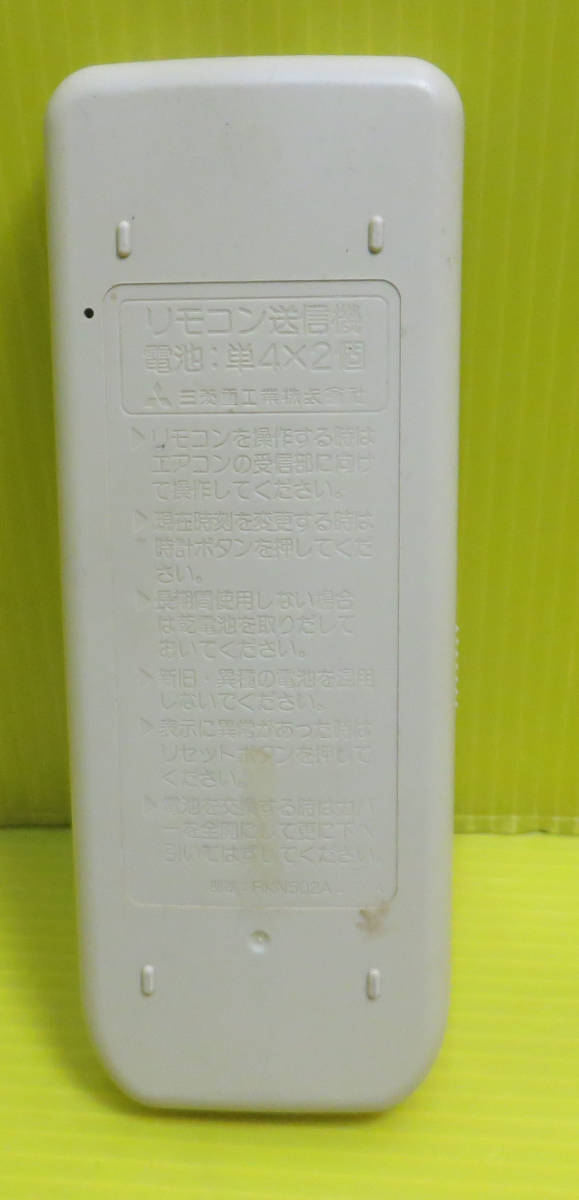 リモコン送信機
電池：単4×2個
三菱重工業株式会社
▷リモコンを操作する時は
エアコンの受信部に向け
て操作してください。
▷現在時刻を変更する時は
時計ボタンを押してくだ
さい。
▷長期間使用しない場合
は乾電池を取りだして
おいてください。
▷新旧・異種の電池を混用
しないでください。
▷表示に異常があった時は
リセットボタンを押して
ください。
▷電池を交換する時はカバ
ーを全開にして更に下へ
引いてはずしてください。
RKN502A